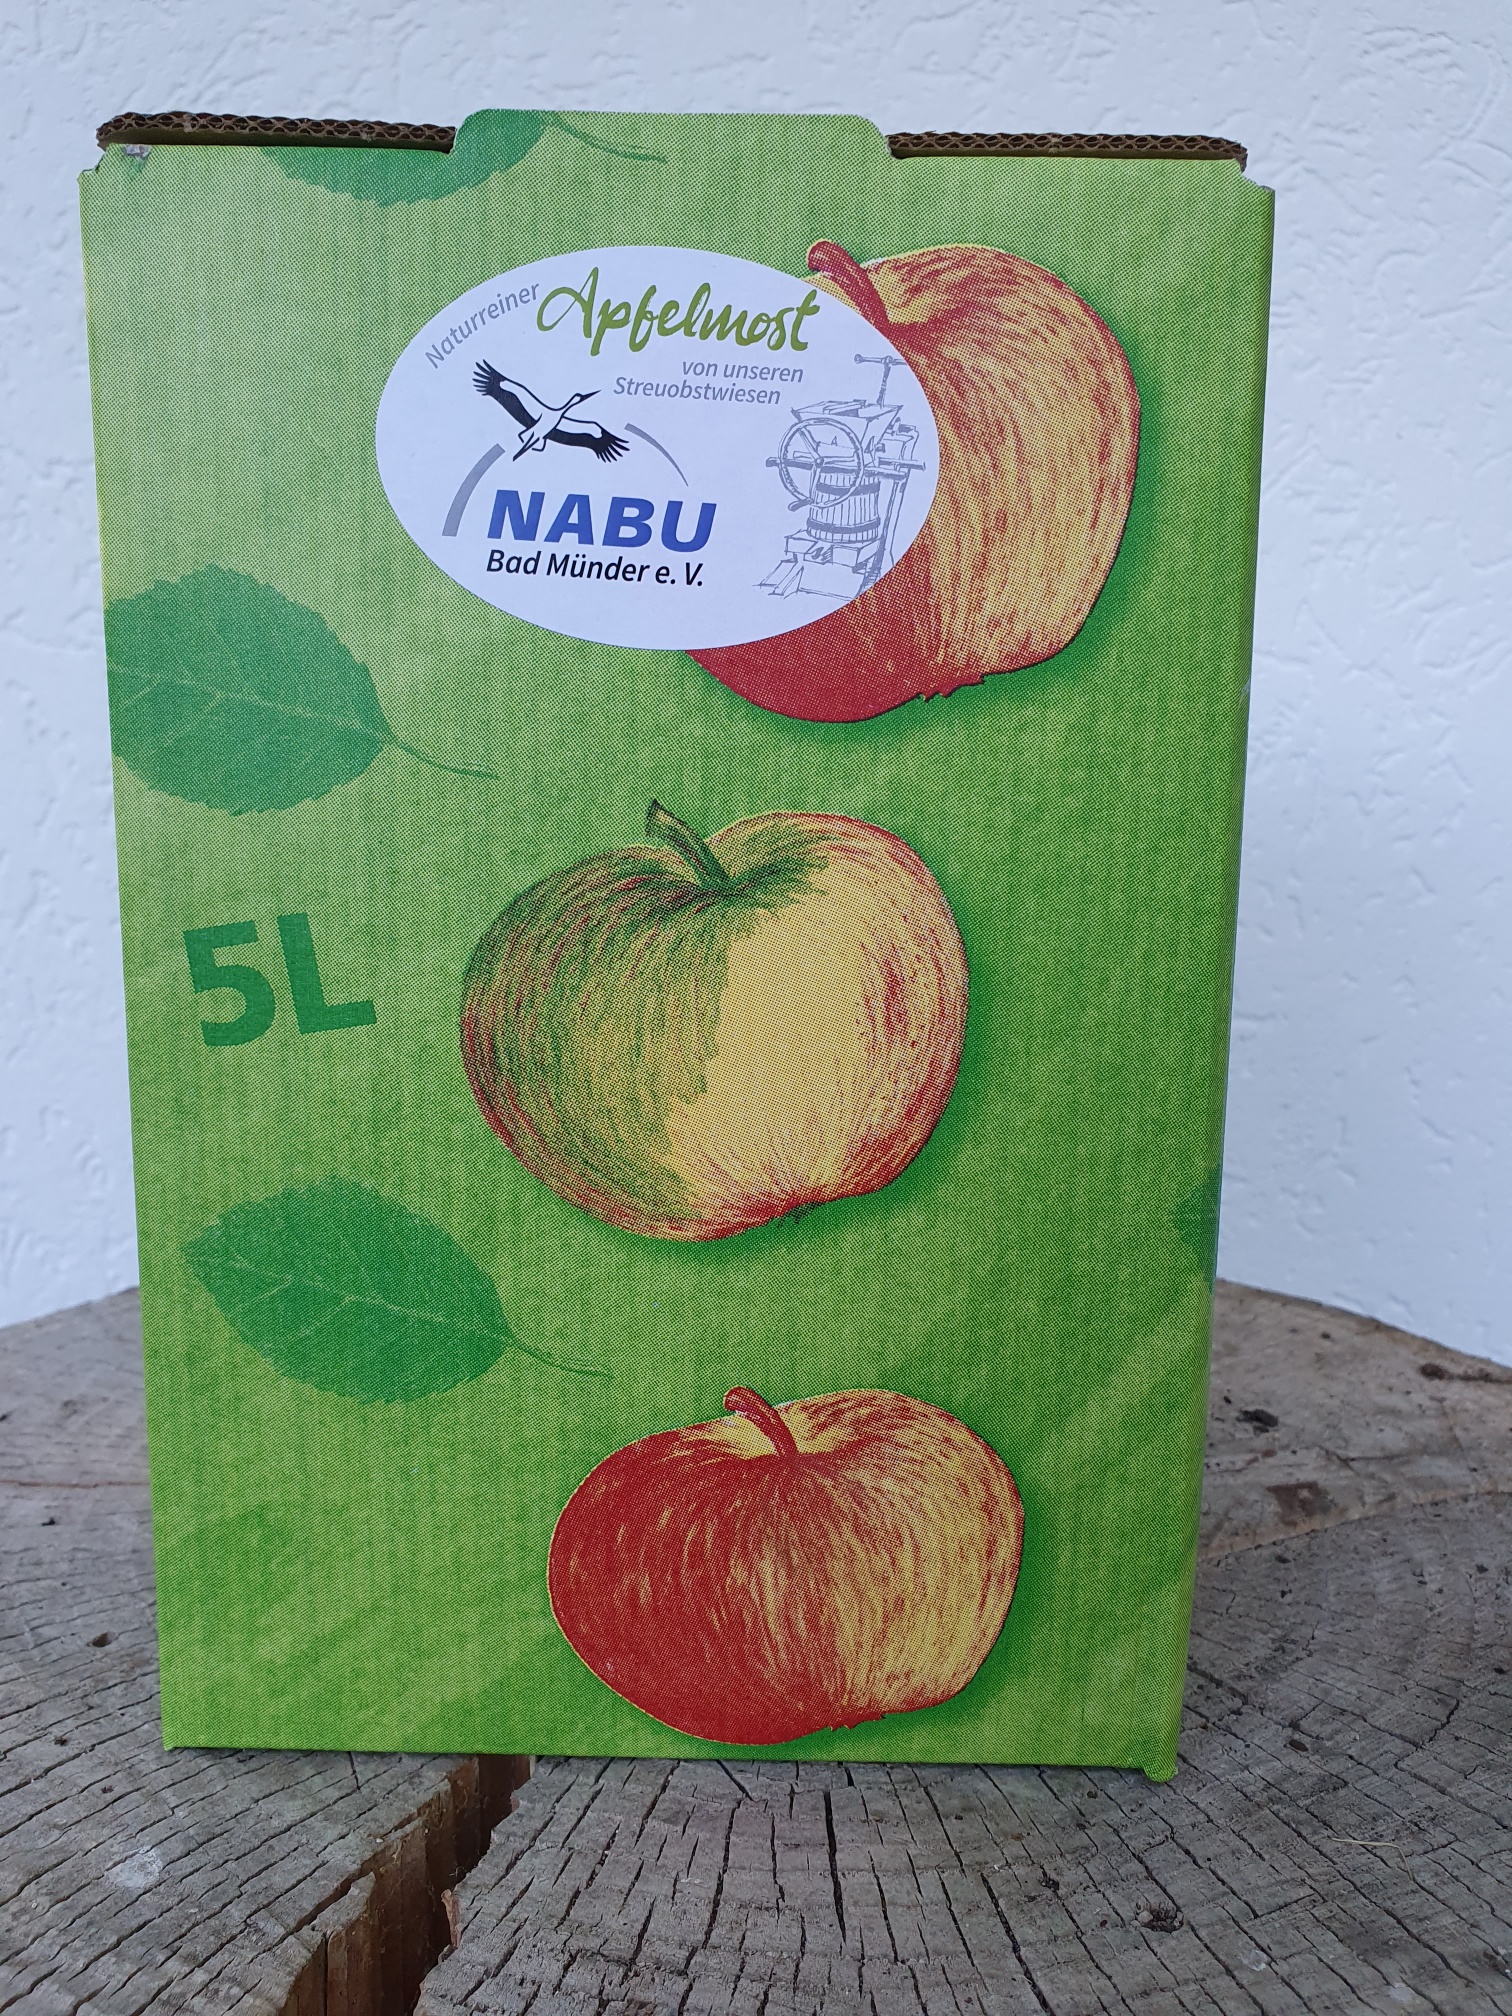 Naturreiner Apfelmost
von unseren
Streuobstwiesen
NABU
Bad Münder e. V.
5L